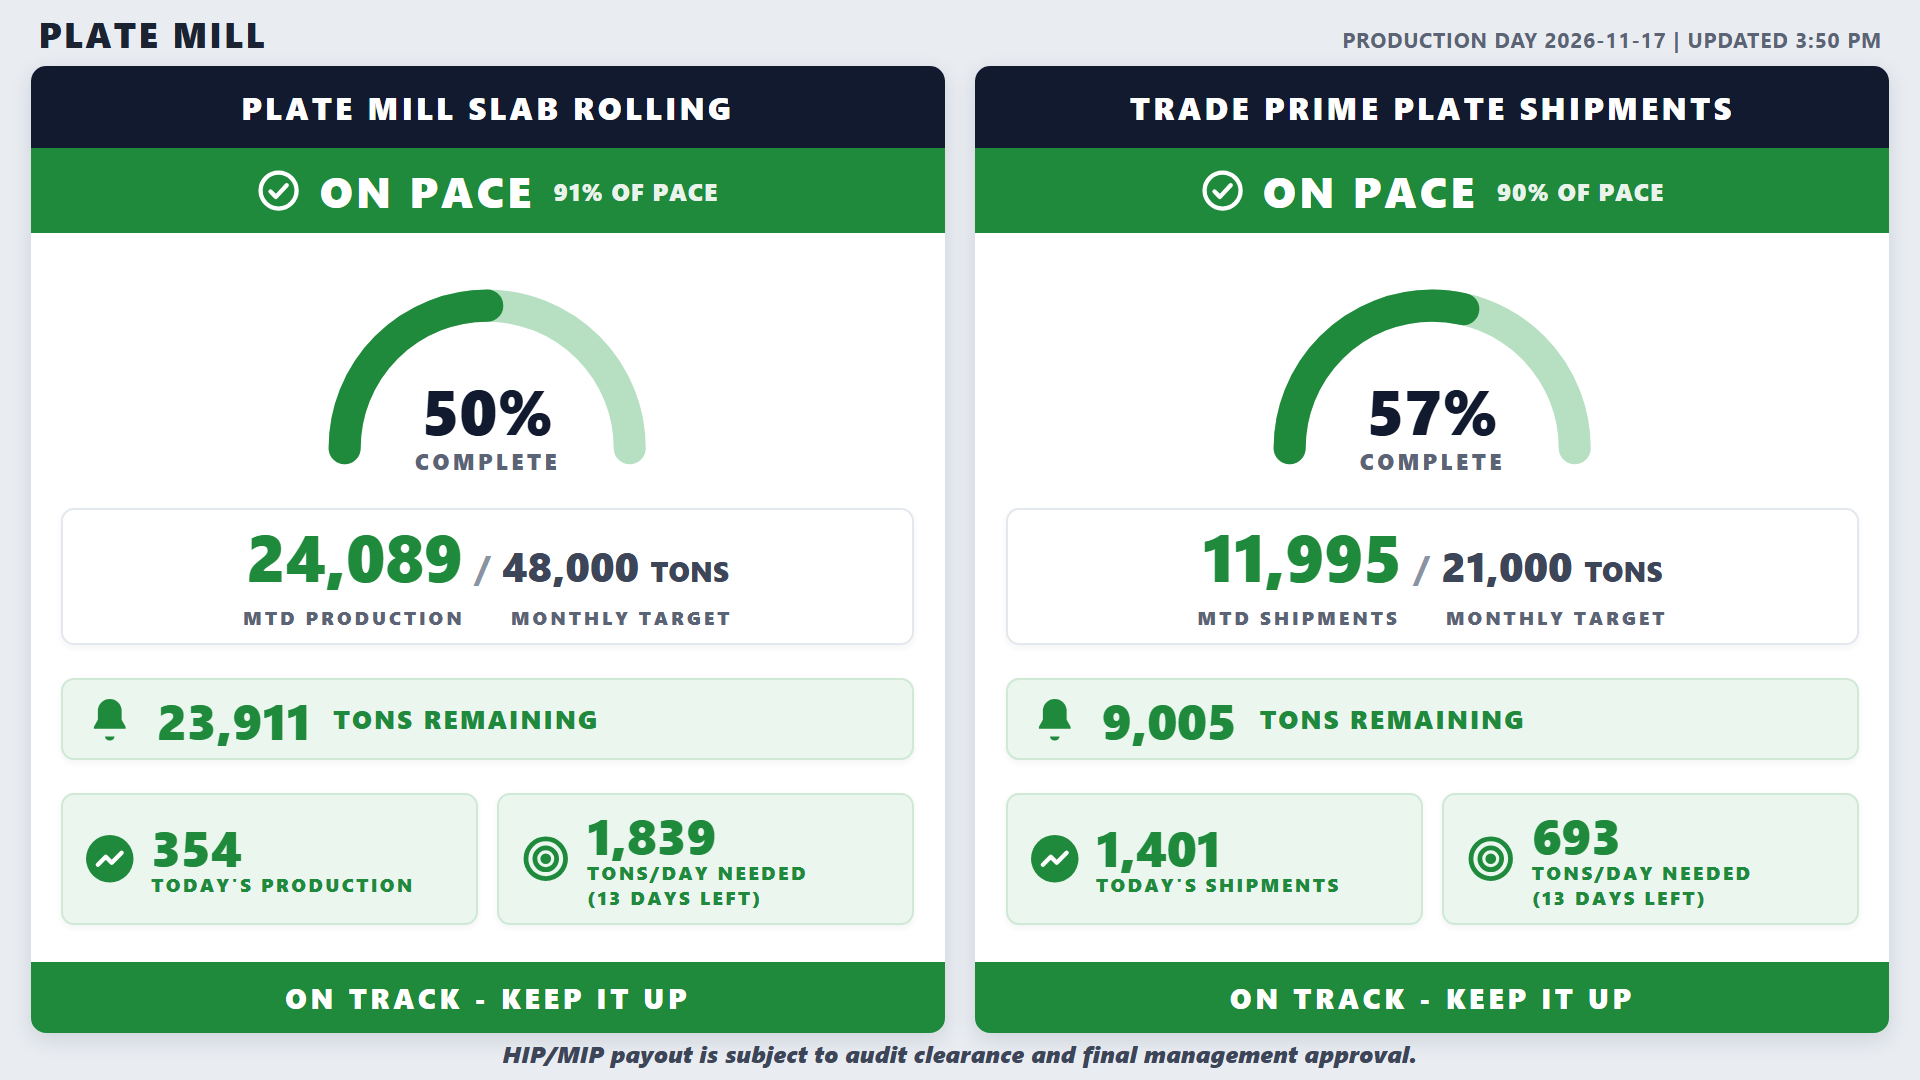 PLATE MILL
PRODUCTION DAY 2026-11-17 | UPDATED 3:50 PM
PLATE MILL SLAB ROLLING
ON PACE 91% OF PACE
50%
COMPLETE
24,089 / 48,000 TONS
MTD PRODUCTION MONTHLY TARGET
23,911 TONS REMAINING
354
TODAY'S PRODUCTION
1,839
TONS/DAY NEEDED
(13 DAYS LEFT)
ON TRACK - KEEP IT UP
TRADE PRIME PLATE SHIPMENTS
ON PACE 90% OF PACE
57%
COMPLETE
11,995 / 21,000 TONS
MTD SHIPMENTS MONTHLY TARGET
9,005 TONS REMAINING
1,401
TODAY'S SHIPMENTS
693
TONS/DAY NEEDED
(13 DAYS LEFT)
ON TRACK - KEEP IT UP
HIP/MIP payout is subject to audit clearance and final management approval.